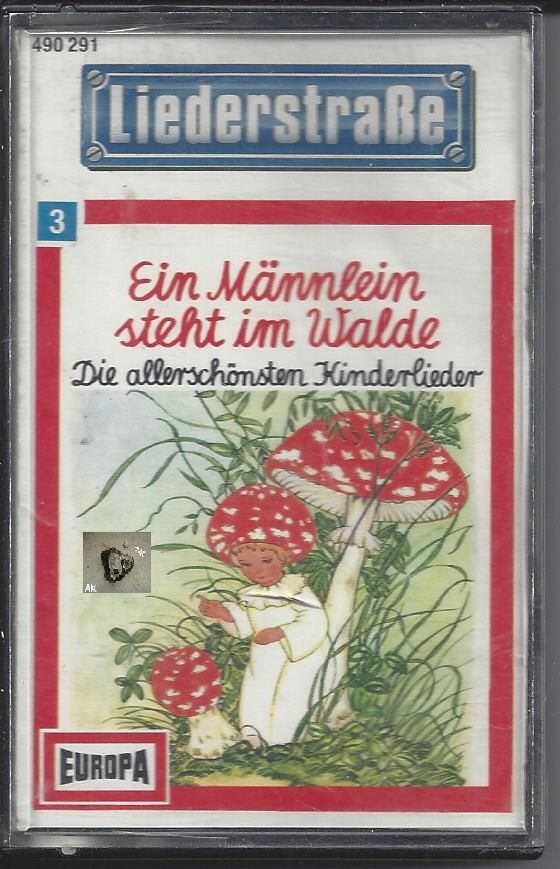 490 291
Liederstraße
3
Ein Männlein
steht im Walde
Die allerschönsten Kinderlieder
EUROPA